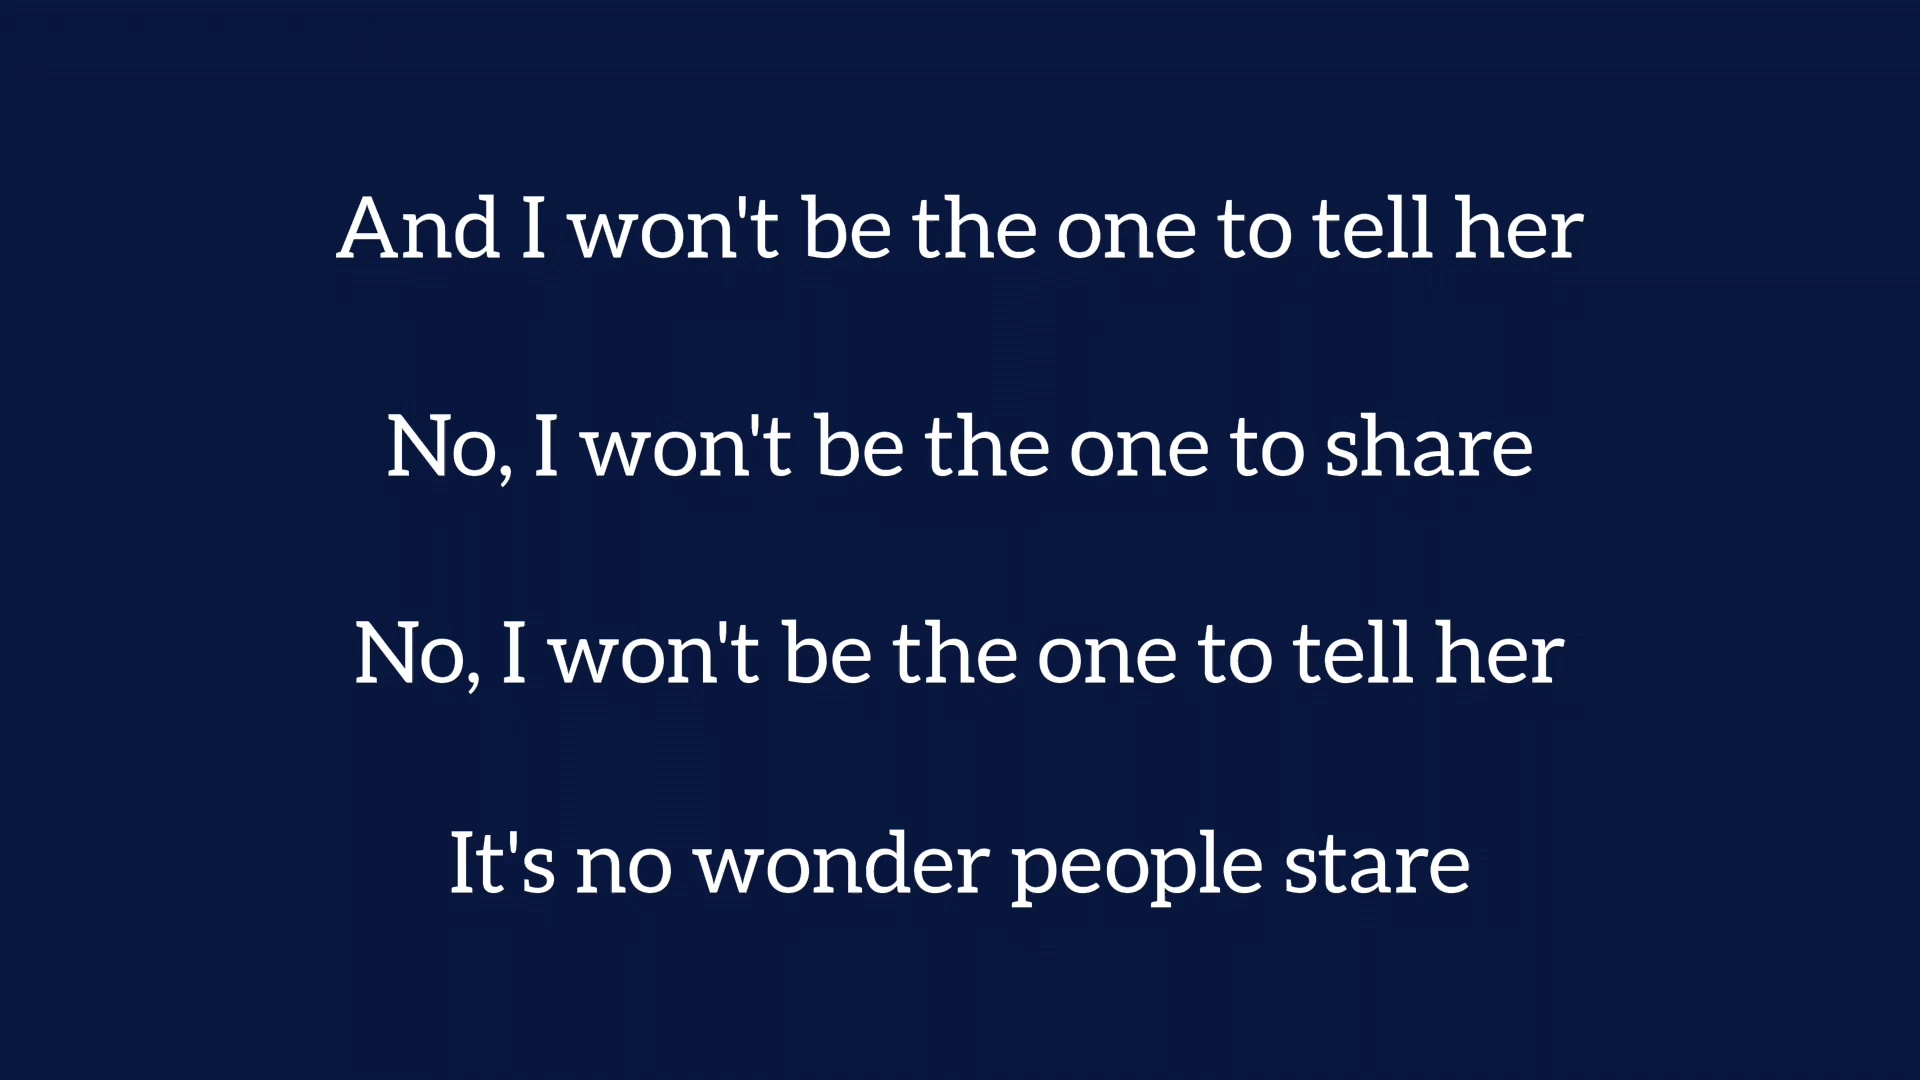 And I won't be the one to tell her
No, I won't be the one to share
No, I won't be the one to tell her
It's no wonder people stare